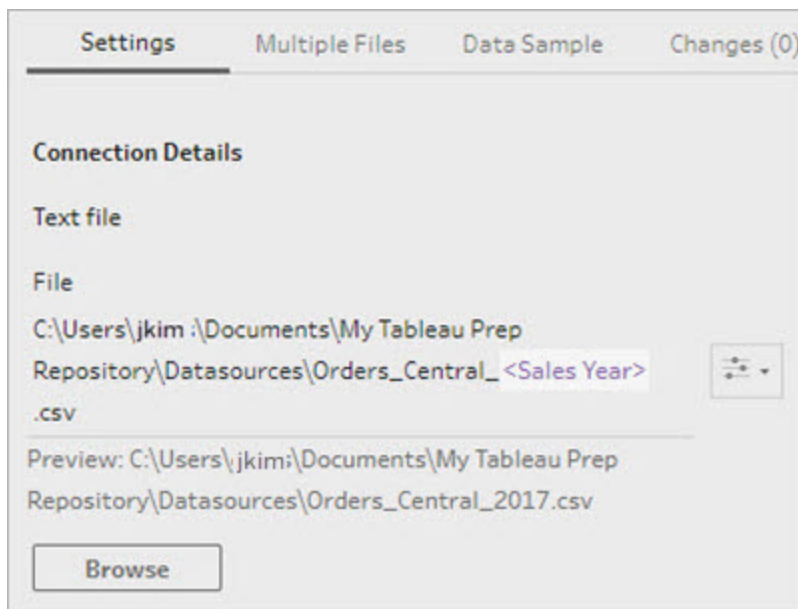 Settings Multiple Files Data Sample Changes (0)
Connection Details
Text file
File
C:\Users\jkim :\Documents\My Tableau Prep
Repository\Datasources\Orders_Central_<Sales Year>
.csv
Preview: C:\Users\jkim;\Documents\My Tableau Prep
Repository\Datasources\Orders_Central_2017.csv
Browse